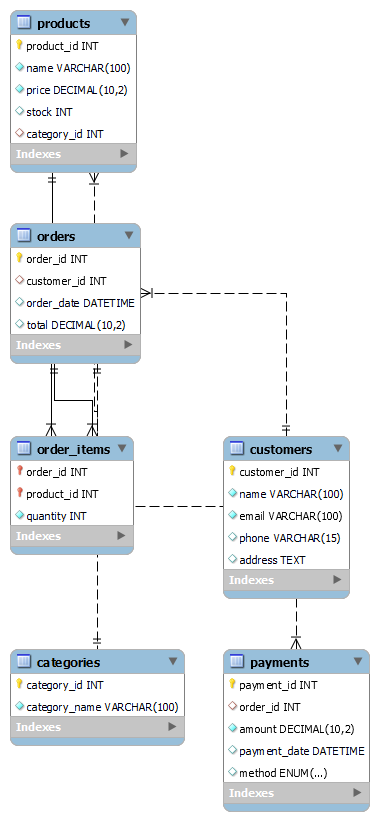 products
product_id INT
name VARCHAR(100)
price DECIMAL(10,2)
stock INT
category_id INT
Indexes
orders
order_id INT
customer_id INT
order_date DATETIME
total DECIMAL(10,2)
Indexes
order_items
order_id INT
product_id INT
quantity INT
Indexes
customers
customer_id INT
name VARCHAR(100)
email VARCHAR(100)
phone VARCHAR(15)
address TEXT
Indexes
categories
category_id INT
category_name VARCHAR(100)
Indexes
payments
payment_id INT
order_id INT
amount DECIMAL(10,2)
payment_date DATETIME
method ENUM(...)
Indexes